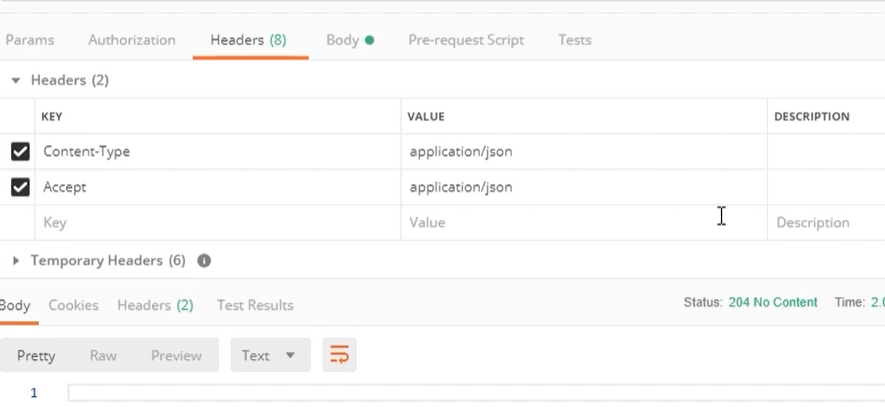 Params Authorization Headers (8) Body Pre-request Script Tests
Headers (2)
KEY VALUE DESCRIPTION
Content-Type application/json
Accept application/json
Key Value Description
Temporary Headers (6) i
Body Cookies Headers (2) Test Results Status: 204 No Content Time: 2.0
Pretty Raw Preview Text
1